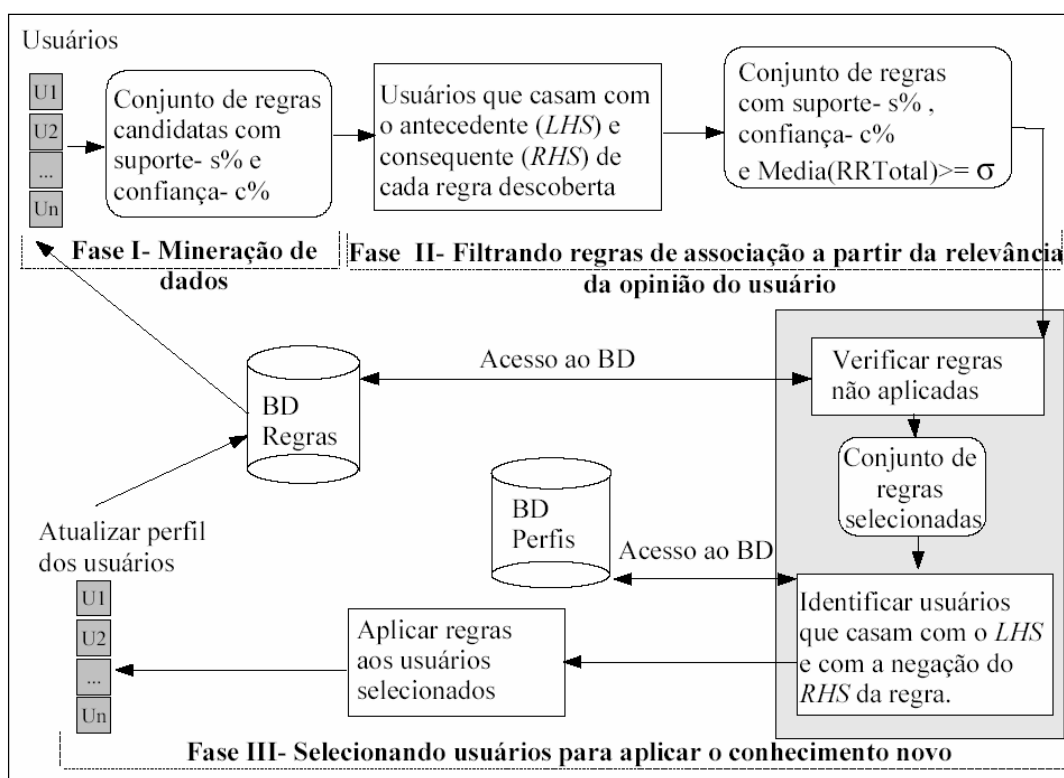 Usuários
U1
U2
...
Un
Conjunto de regras
candidatas com
suporte- s% e
confiança- c%
Usuários que casam com
o antecedente (LHS) e
consequente (RHS) de
cada regra descoberta
Conjunto de regras
com suporte- s% ,
confiança- c%
e Media(RRTotal)>= σ
Fase I- Mineração de
dados
Fase II- Filtrando regras de associação a partir da relevância
da opinião do usuário
Acesso ao BD
Verificar regras
não aplicadas
BD
Regras
Conjunto de
regras
selecionadas
BD
Perfis
Acesso ao BD
Atualizar perfil
dos usuários
U1
U2
...
Un
Aplicar regras
aos usuários
selecionados
Identificar usuários
que casam com o LHS
e com a negação do
RHS da regra.
Fase III- Selecionando usuários para aplicar o conhecimento novo